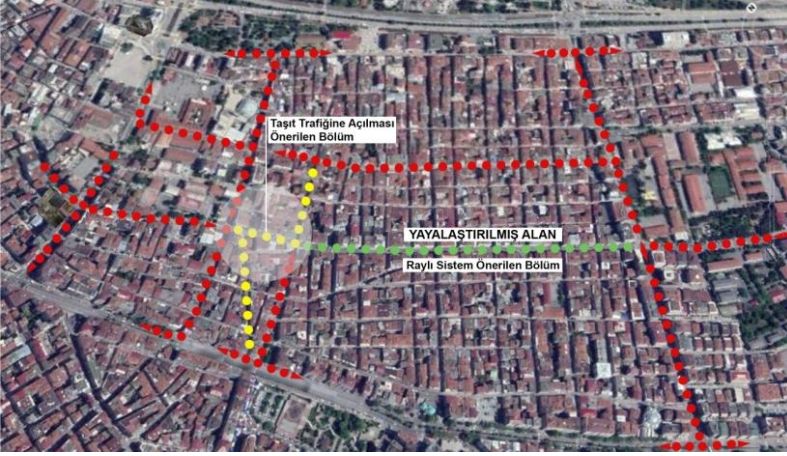 Taşıt Trafiğine Açılması
Önerilen Bölüm
YAYALAŞTIRILMIŞ ALAN
Raylı Sistem Önerilen Bölüm